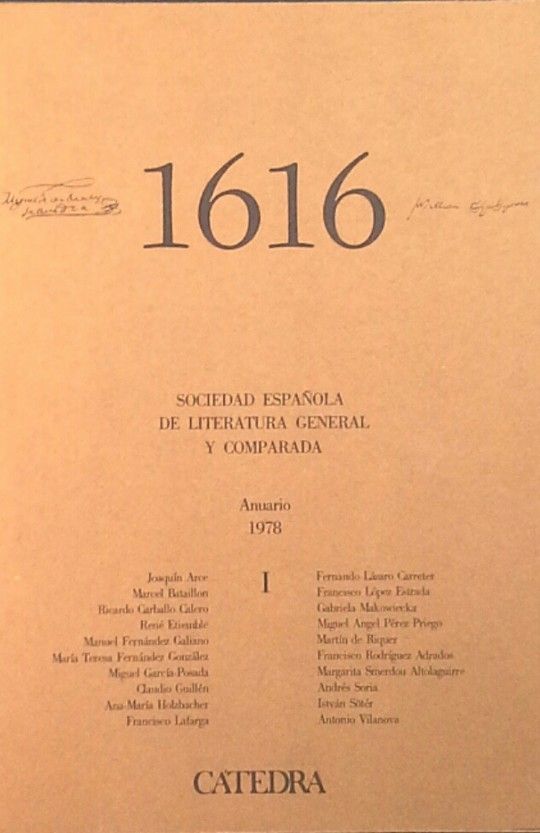 1616
SOCIEDAD ESPAÑOLA
DE LITERATURA GENERAL
Y COMPARADA
Anuario
1978
I
Joaquín Arce
Marcel Bataillon
Ricardo Carballo Calero
René Etiemble
Manuel Fernández Galiano
María Teresa Fernández González
Miguel García-Posada
Claudio Guillén
Ana-María Holzbacher
Francisco Lafarga
Fernando Lázaro Carreter
Francisco López Estrada
Gabriela Makowiecka
Miguel Angel Pérez Priego
Martín de Riquer
Francisco Rodríguez Adrados
Margarita Smerdou Altolaguirre
Andrés Soria
István Sötér
Antonio Vilanova
CÁTEDRA